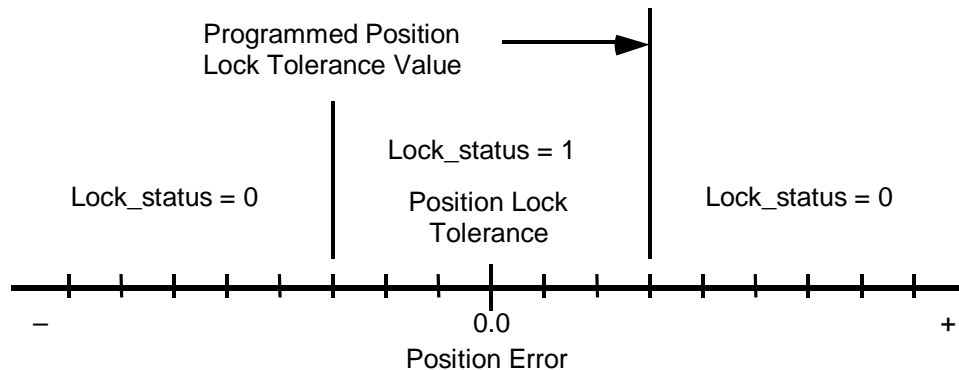 Programmed Position
Lock Tolerance Value
Lock_status = 1
Lock_status = 0
Position Lock
Tolerance
Lock_status = 0
–
0.0
+
Position Error